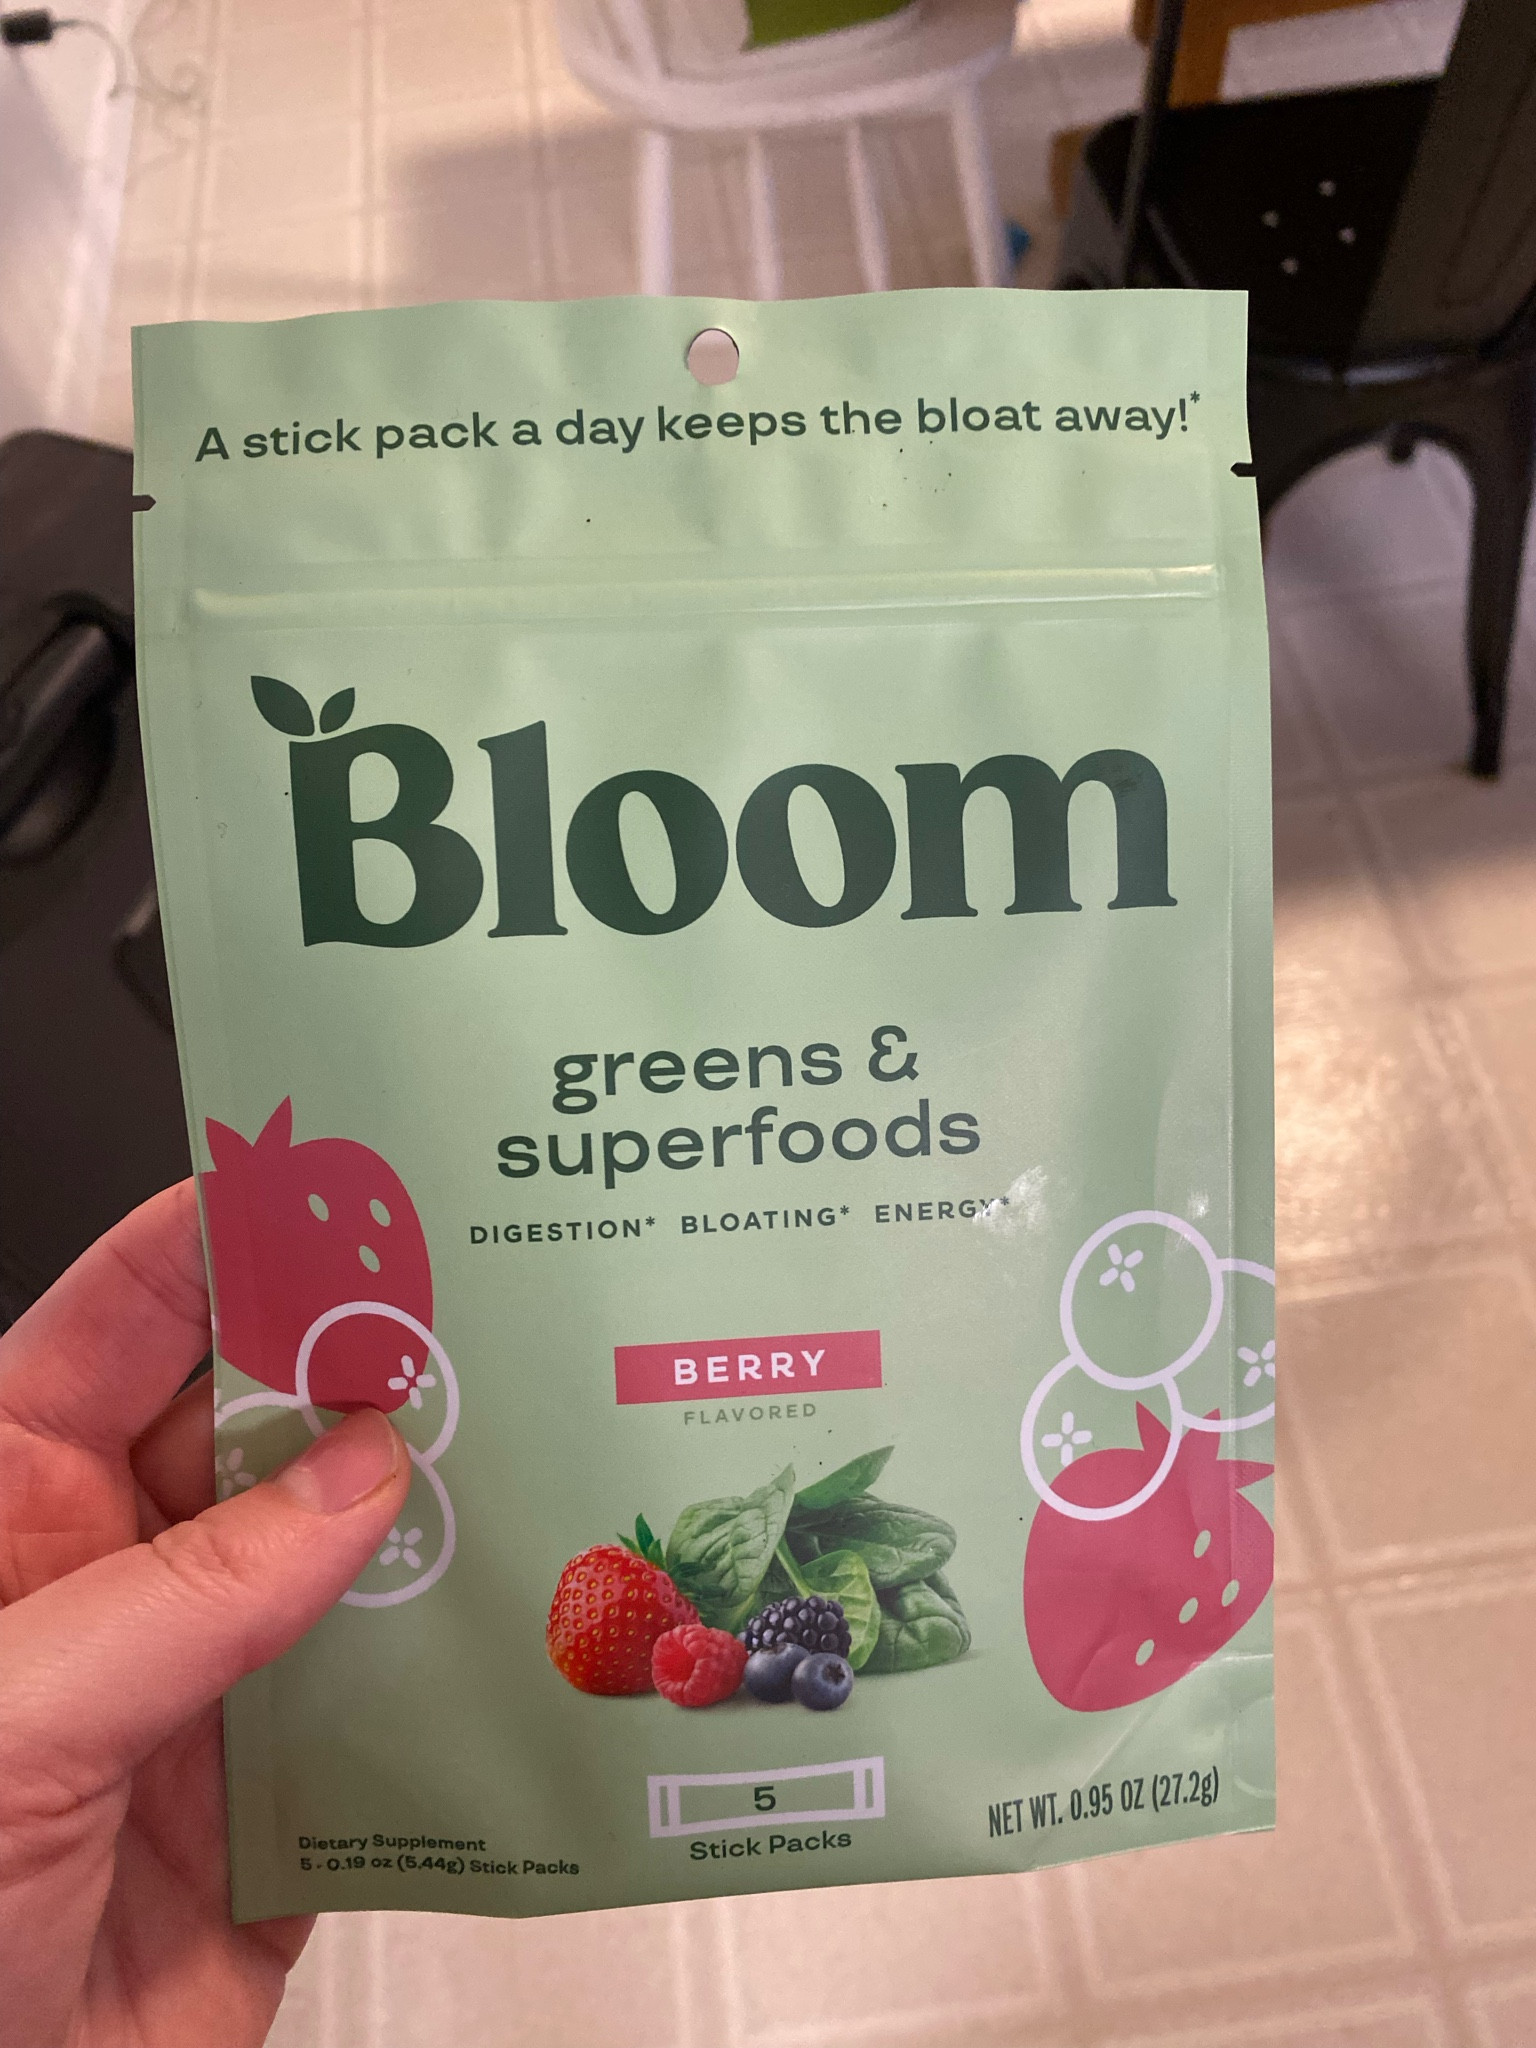 A stick pack a day keeps the bloat away!*
Bloom
greens &
superfoods
DIGESTION* BLOATING* ENERGY*
BERRY
FLAVORED
5
Stick Packs
Dietary Supplement
5 - 0.19 oz (5.44g) Stick Packs
NET WT. 0.95 OZ (27.2g)